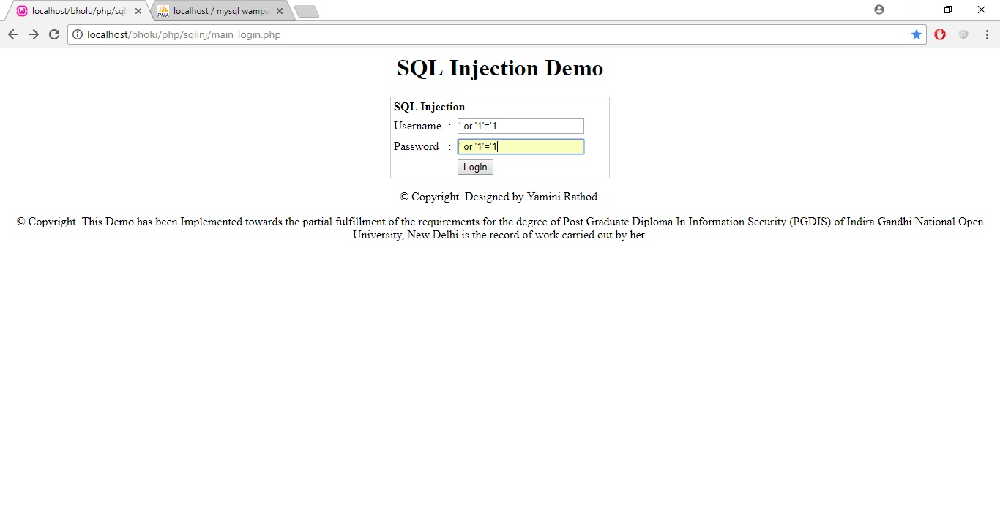 localhost/bholu/php/sqli
localhost / mysql wamps
localhost/bholu/php/sqlinj/main_login.php
SQL Injection Demo
SQL Injection
Username : ' or '1'='1
Password : ' or '1'='1
Login
© Copyright. Designed by Yamini Rathod.
© Copyright. This Demo has been Implemented towards the partial fulfillment of the requirements for the degree of Post Graduate Diploma In Information Security (PGDIS) of Indira Gandhi National Open
University, New Delhi is the record of work carried out by her.